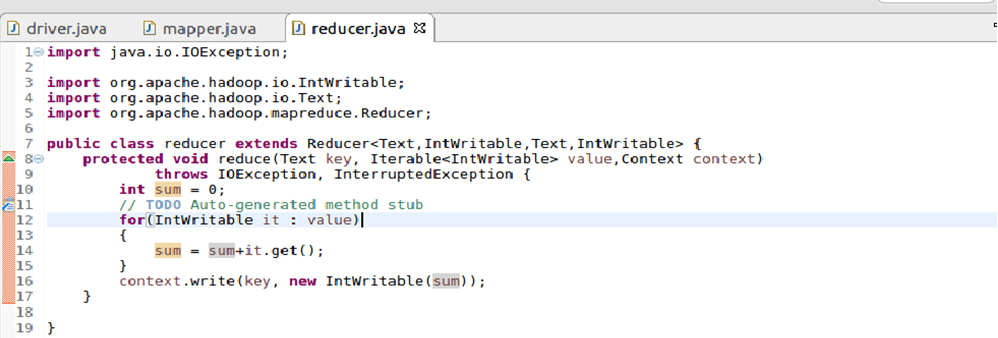 driver.java mapper.java reducer.java
1 import java.io.IOException;
2
3 import org.apache.hadoop.io.IntWritable;
4 import org.apache.hadoop.io.Text;
5 import org.apache.hadoop.mapreduce.Reducer;
6
7 public class reducer extends Reducer<Text,IntWritable,Text,IntWritable> {
8     protected void reduce(Text key, Iterable<IntWritable> value,Context context)
9             throws IOException, InterruptedException {
10         int sum = 0;
11         // TODO Auto-generated method stub
12         for(IntWritable it : value)
13         {
14             sum = sum+it.get();
15         }
16         context.write(key, new IntWritable(sum));
17     }
18
19 }